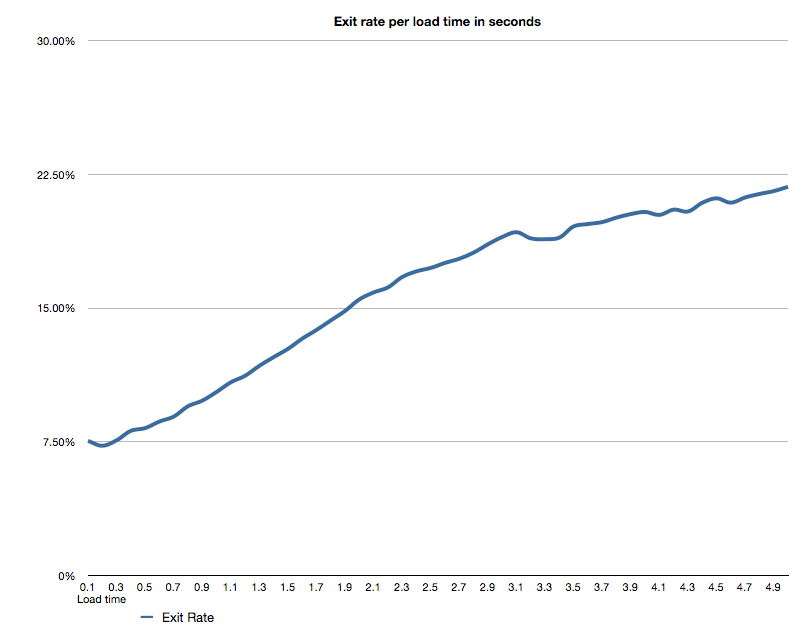 Exit rate per load time in seconds
30.00%
22.50%
15.00%
7.50%
0%
0.1 0.3 0.5 0.7 0.9 1.1 1.3 1.5 1.7 1.9 2.1 2.3 2.5 2.7 2.9 3.1 3.3 3.5 3.7 3.9 4.1 4.3 4.5 4.7 4.9
Load time
Exit Rate